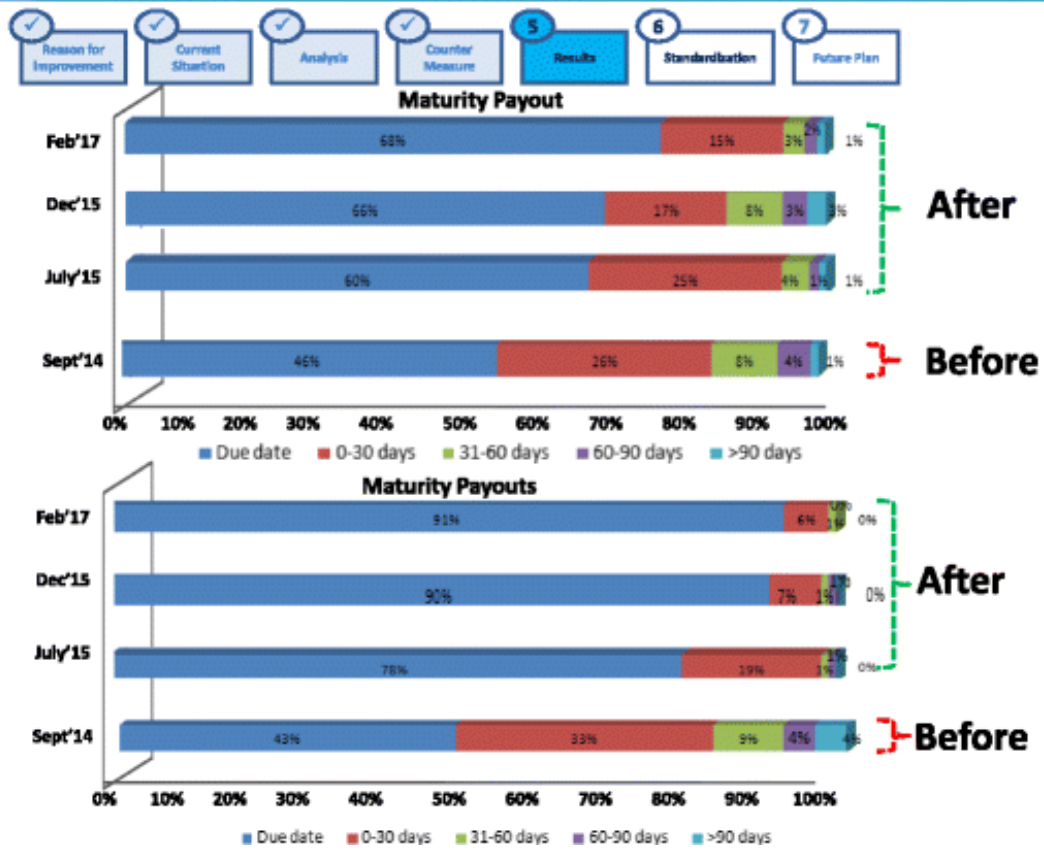 ✓ ✓ ✓ ✓ 5 6 7
Reason for Improvement
Current Situation
Analysis
Counter Measure
Results
Standardization
Future Plan
Maturity Payout
Feb'17
68% 15% 3% 2% 1%
Dec'15
66% 17% 8% 3% 3%
After
July'15
60% 25% 4% 1% 1%
Sept'14
46% 26% 8% 4% 1%
Before
0% 10% 20% 30% 40% 50% 60% 70% 80% 90% 100%
Due date 0-30 days 31-60 days 60-90 days >90 days
Maturity Payouts
Feb'17
91% 6% 1% 0% 0%
Dec'15
90% 7% 1% 1% 0%
After
July'15
78% 19% 1% 1% 0%
Sept'14
43% 33% 9% 4% 4%
Before
0% 10% 20% 30% 40% 50% 60% 70% 80% 90% 100%
Due date 0-30 days 31-60 days 60-90 days >90 days